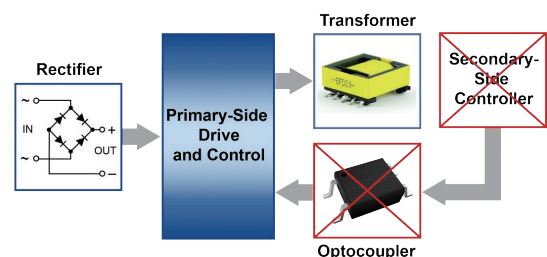 Rectifier
~
IN
+
OUT
~
−
Primary-Side
Drive
and Control
Transformer
Secondary-
Side
Controller
Optocoupler